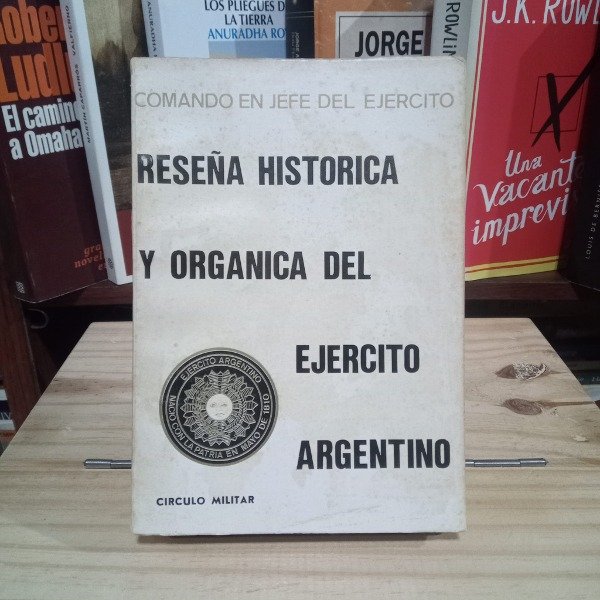 COMANDO EN JEFE DEL EJERCITO
RESEÑA HISTORICA
Y ORGANICA DEL
EJERCITO
ARGENTINO
EJERCITO ARGENTINO
NACIO CON LA PATRIA EN MAYO DE 1810
CIRCULO MILITAR
El camino
a Omaha
LOS PLIEGUES DE
LA TIERRA
ANURADHA RO
JORGE
J.K. ROWL
Una
Vacante
imprevi